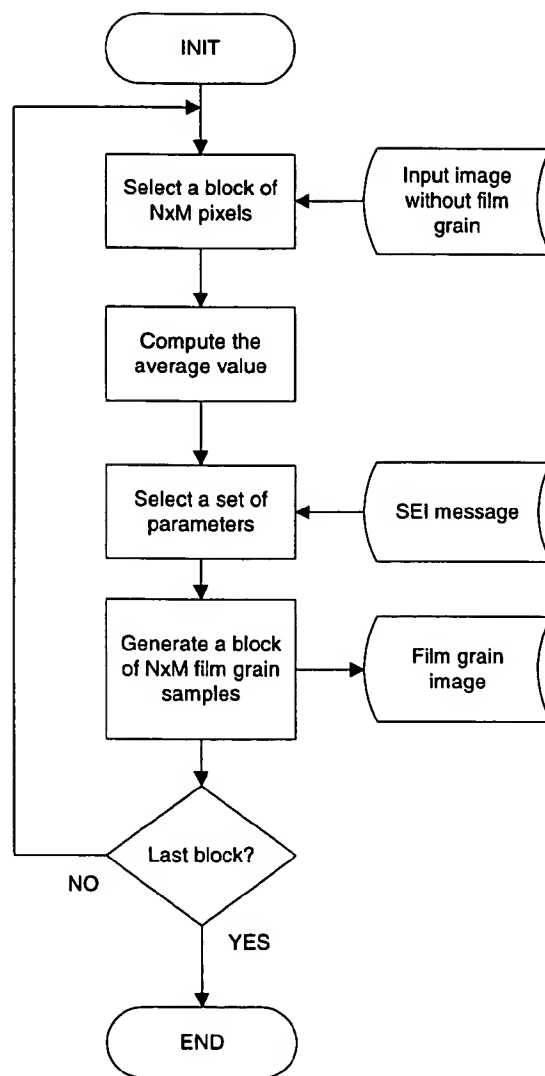 INIT
Select a block of
NxM pixels
Input image
without film
grain
Compute the
average value
Select a set of
parameters
SEI message
Generate a block
of NxM film grain
samples
Film grain
image
Last block?
NO
YES
END